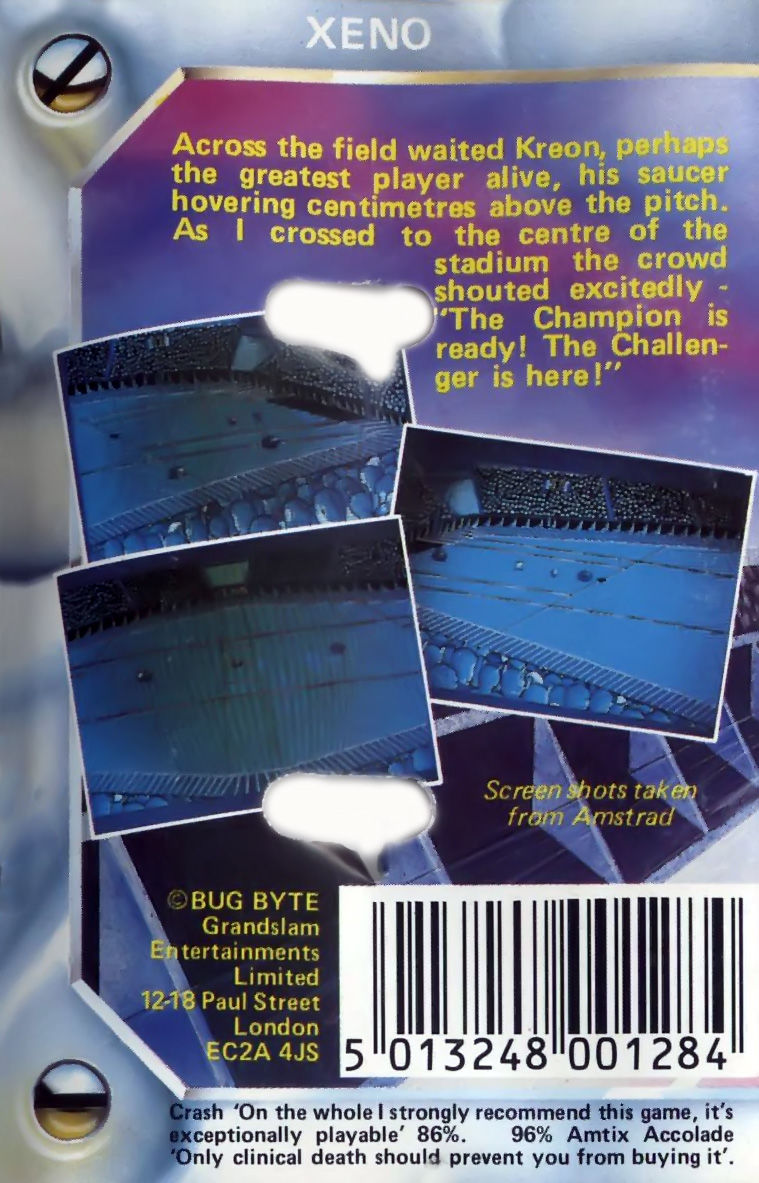 XENO
Across the field waited Kreon, perhaps
the greatest player alive, his saucer
hovering centimetres above the pitch.
As I crossed to the centre of the
stadium the crowd
shouted excitedly -
"The Champion is
ready! The Challen-
ger is here!"
Screen shots taken
from Amstrad
©BUG BYTE
Grandslam
Entertainments
Limited
12-18 Paul Street
London
EC2A 4JS
5 013248 001284
Crash 'On the whole I strongly recommend this game, it's
exceptionally playable' 86%. 96% Amtix Accolade
'Only clinical death should prevent you from buying it'.